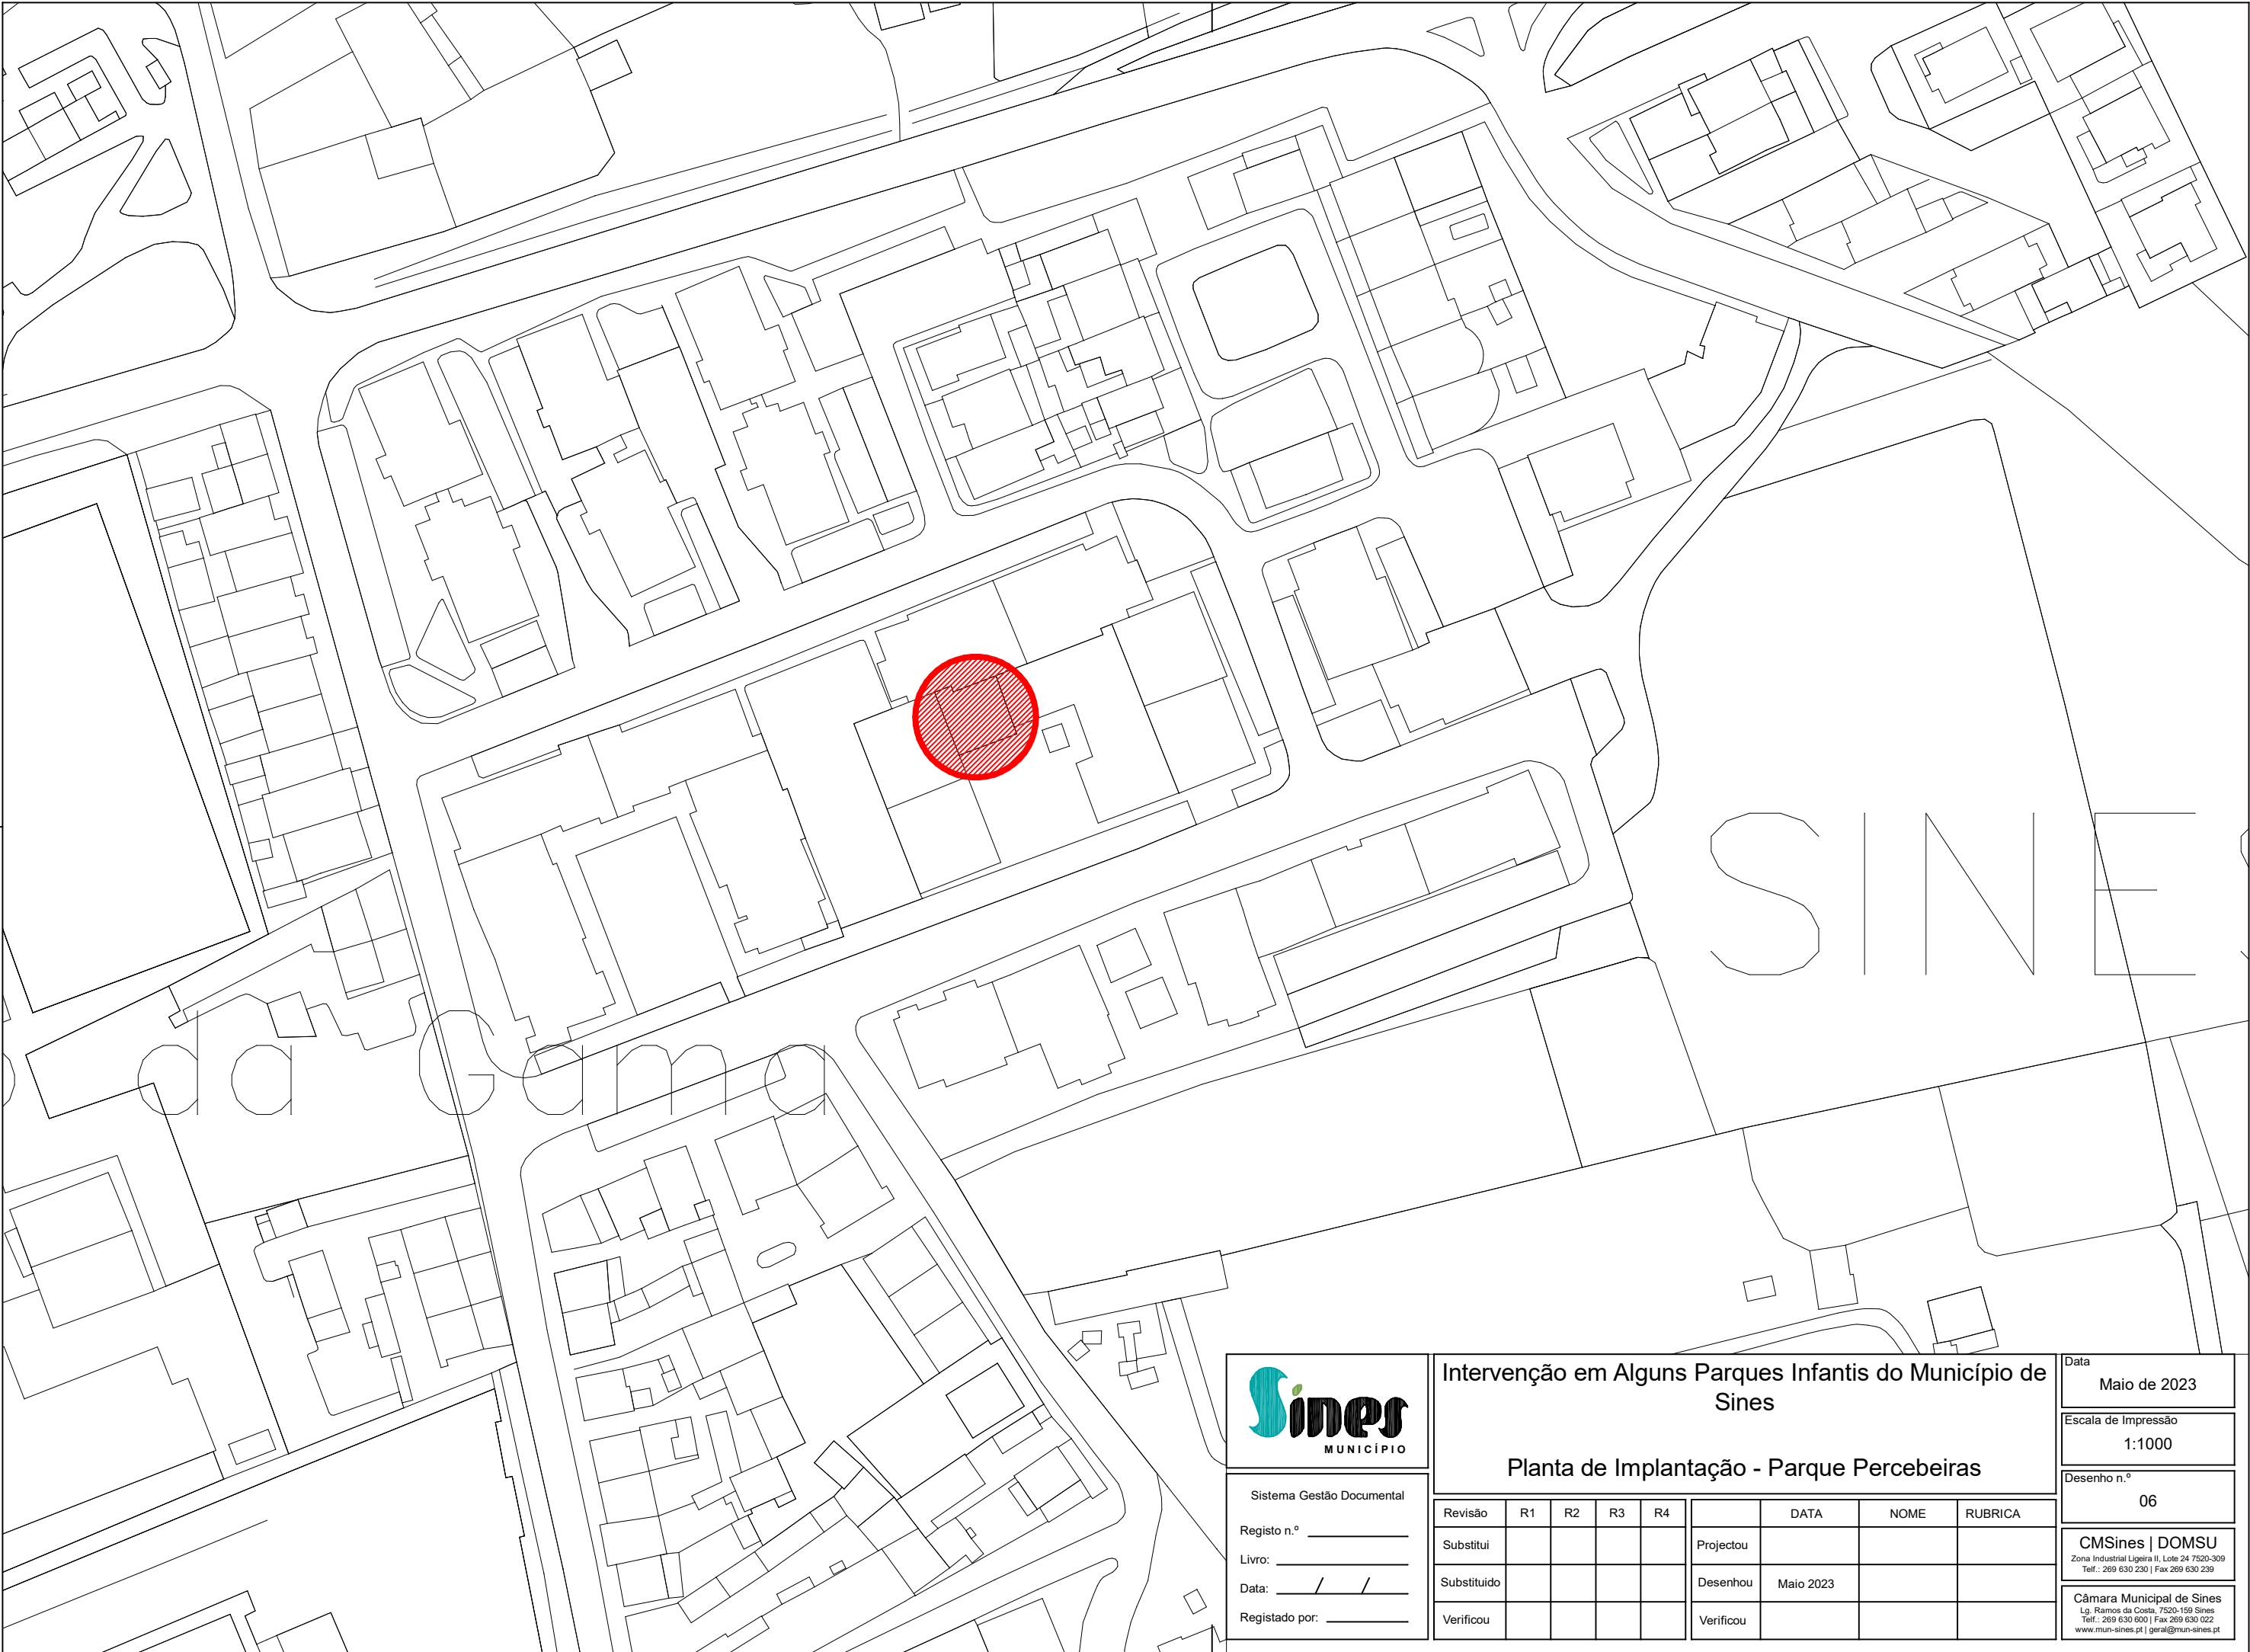 SINES
da Gama
Sines
MUNICÍPIO
Sistema Gestão Documental
Registo n.º
Livro:
Data: / /
Registado por:
Intervenção em Alguns Parques Infantis do Município de
Sines
Planta de Implantação - Parque Percebeiras
Revisão R1 R2 R3 R4
Substitui
Substituido
Verificou
DATA NOME RUBRICA
Projectou
Desenhou Maio 2023
Verificou
Data
Maio de 2023
Escala de Impressão
1:1000
Desenho n.º
06
CMSines | DOMSU
Zona Industrial Ligeira II, Lote 24 7520-309
Telf.: 269 630 230 | Fax 269 630 239
Câmara Municipal de Sines
Lg. Ramos da Costa, 7520-159 Sines
Telf.: 269 630 600 | Fax 269 630 022
www.mun-sines.pt | geral@mun-sines.pt